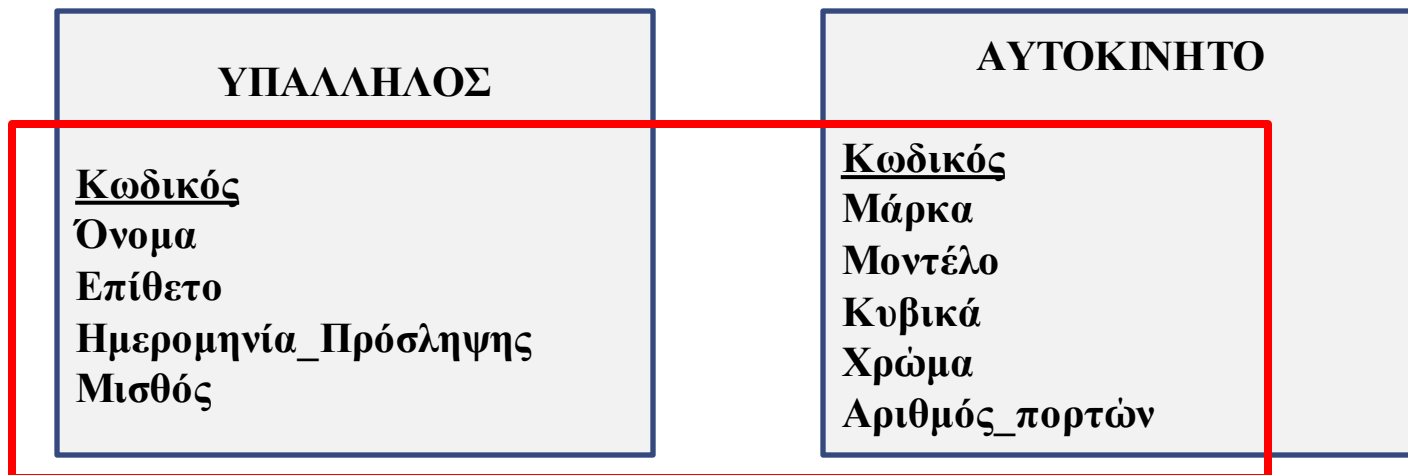 ΥΠΑΛΛΗΛΟΣ
Κωδικός
Όνομα
Επίθετο
Ημερομηνία_Πρόσληψης
Μισθός
ΑΥΤΟΚΙΝΗΤΟ
Κωδικός
Μάρκα
Μοντέλο
Κυβικά
Χρώμα
Αριθμός_πορτών